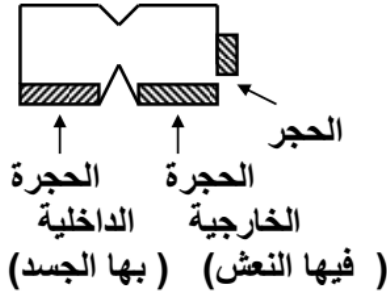 الحجر
الحجرة الحجرة
الخارجية الداخلية
( فيها النعش) ( بها الجسد)